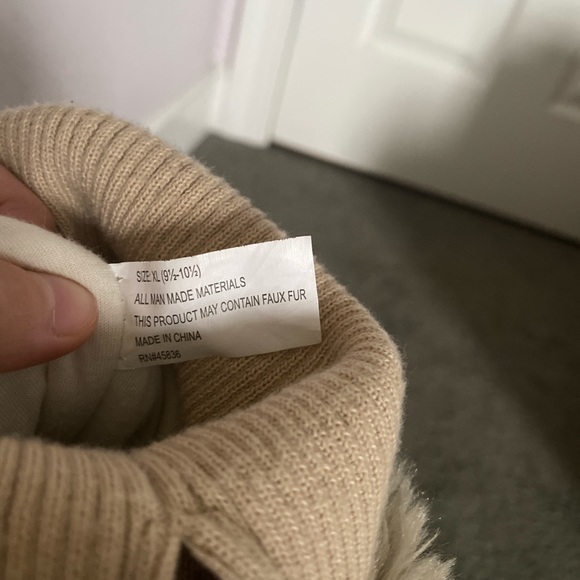 SIZE: XL (9½-10½)
ALL MAN MADE MATERIALS
THIS PRODUCT MAY CONTAIN FAUX FUR
MADE IN CHINA
RN#45836